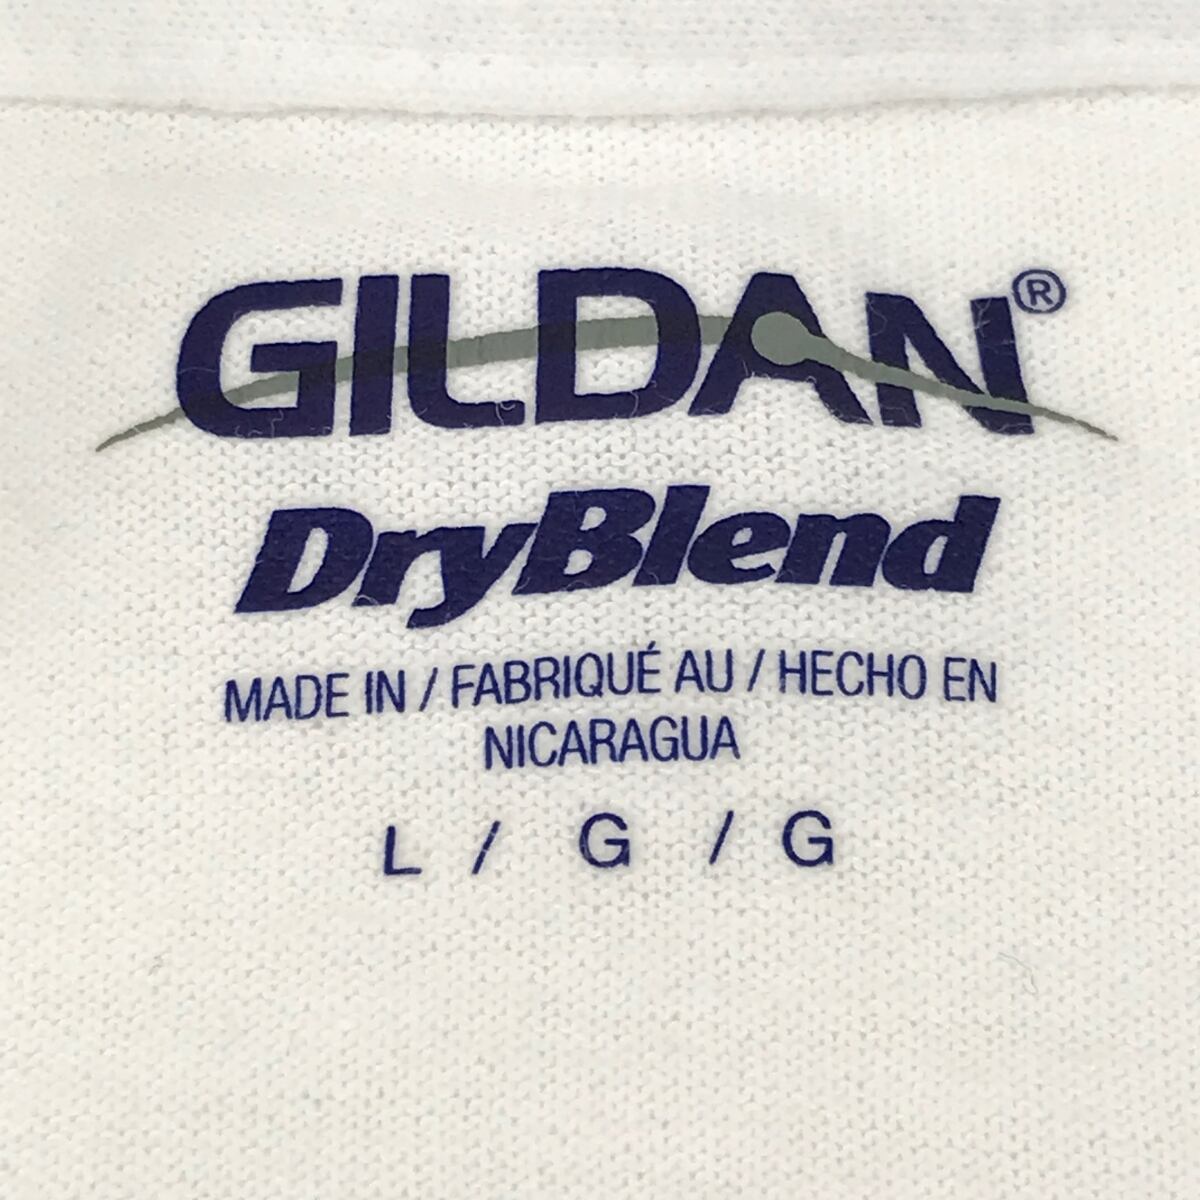 GILDAN®
DryBlend
MADE IN / FABRIQUÉ AU / HECHO EN
NICARAGUA
L / G / G